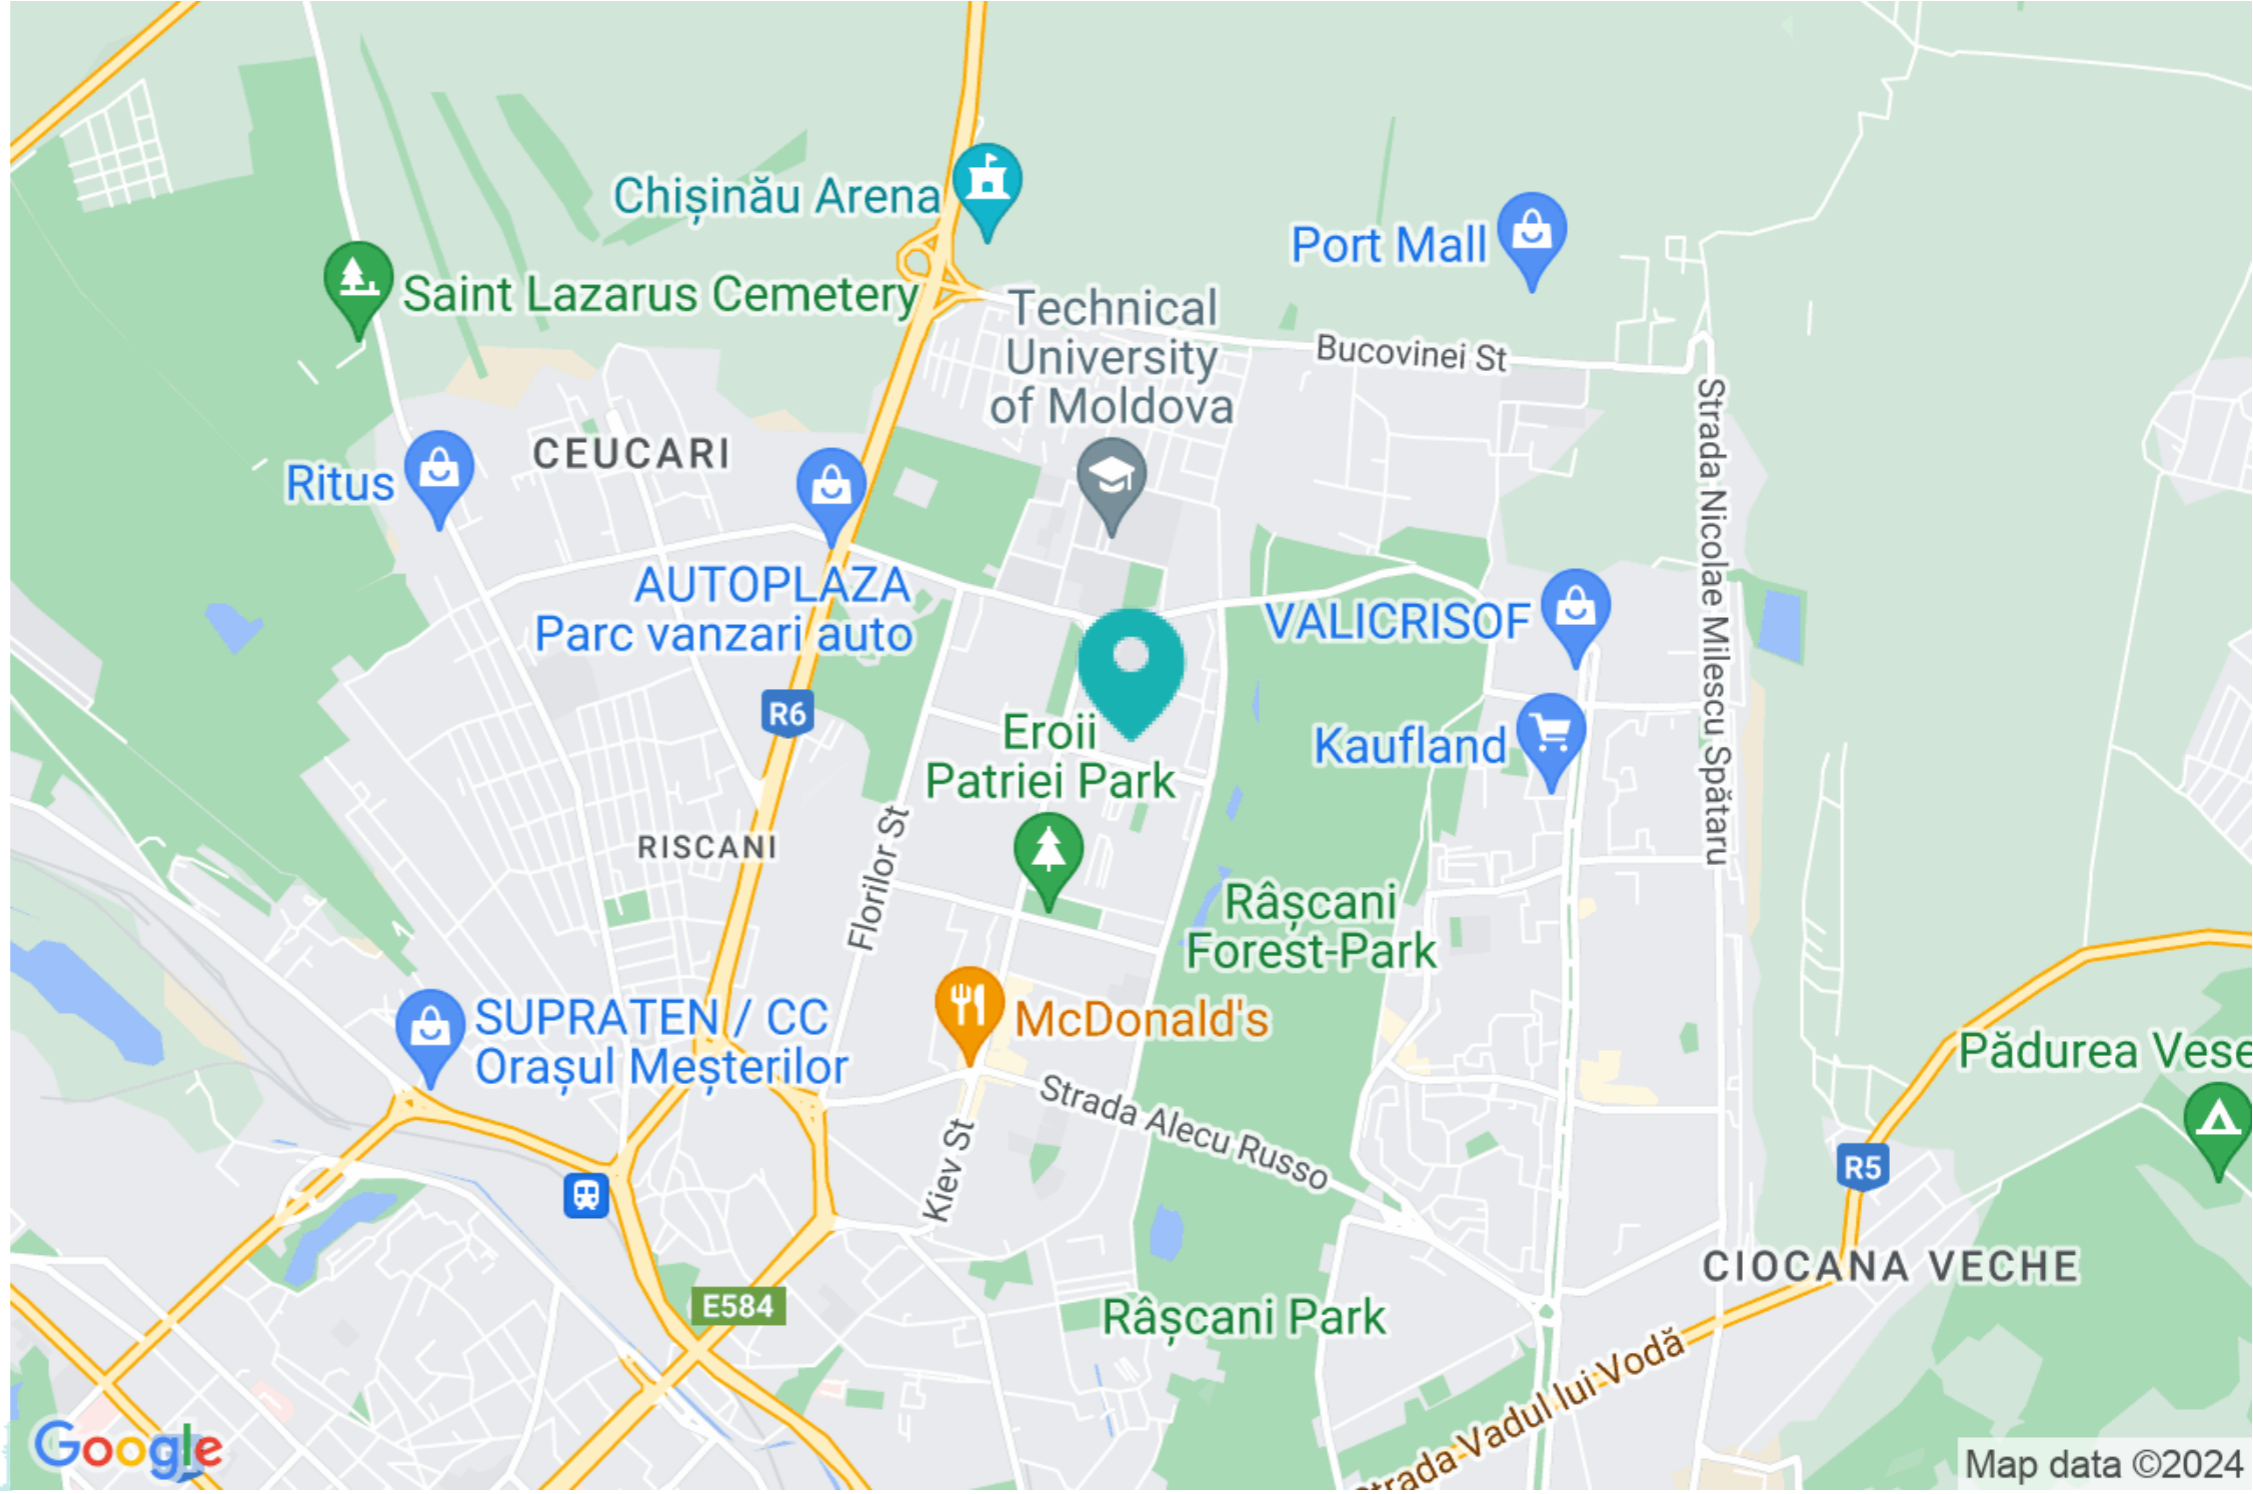 Chișinău Arena
Port Mall
Saint Lazarus Cemetery
Technical
University
of Moldova
Bucovinei St
Strada Nicolae Milescu Spătaru
CEUCARI
Ritus
AUTOPLAZA
Parc vanzari auto
VALICRISOF
R6
Eroii
Patriei Park
Kaufland
RISCANI
Florilor St
Râșcani
Forest-Park
SUPRATEN / CC
Orașul Meșterilor
McDonald's
Pădurea Vese
Strada Alecu Russo
Kiev St
R5
CIOCANA VECHE
E584
Râșcani Park
trada Vadul lui Vodă
Google
Map data ©2024